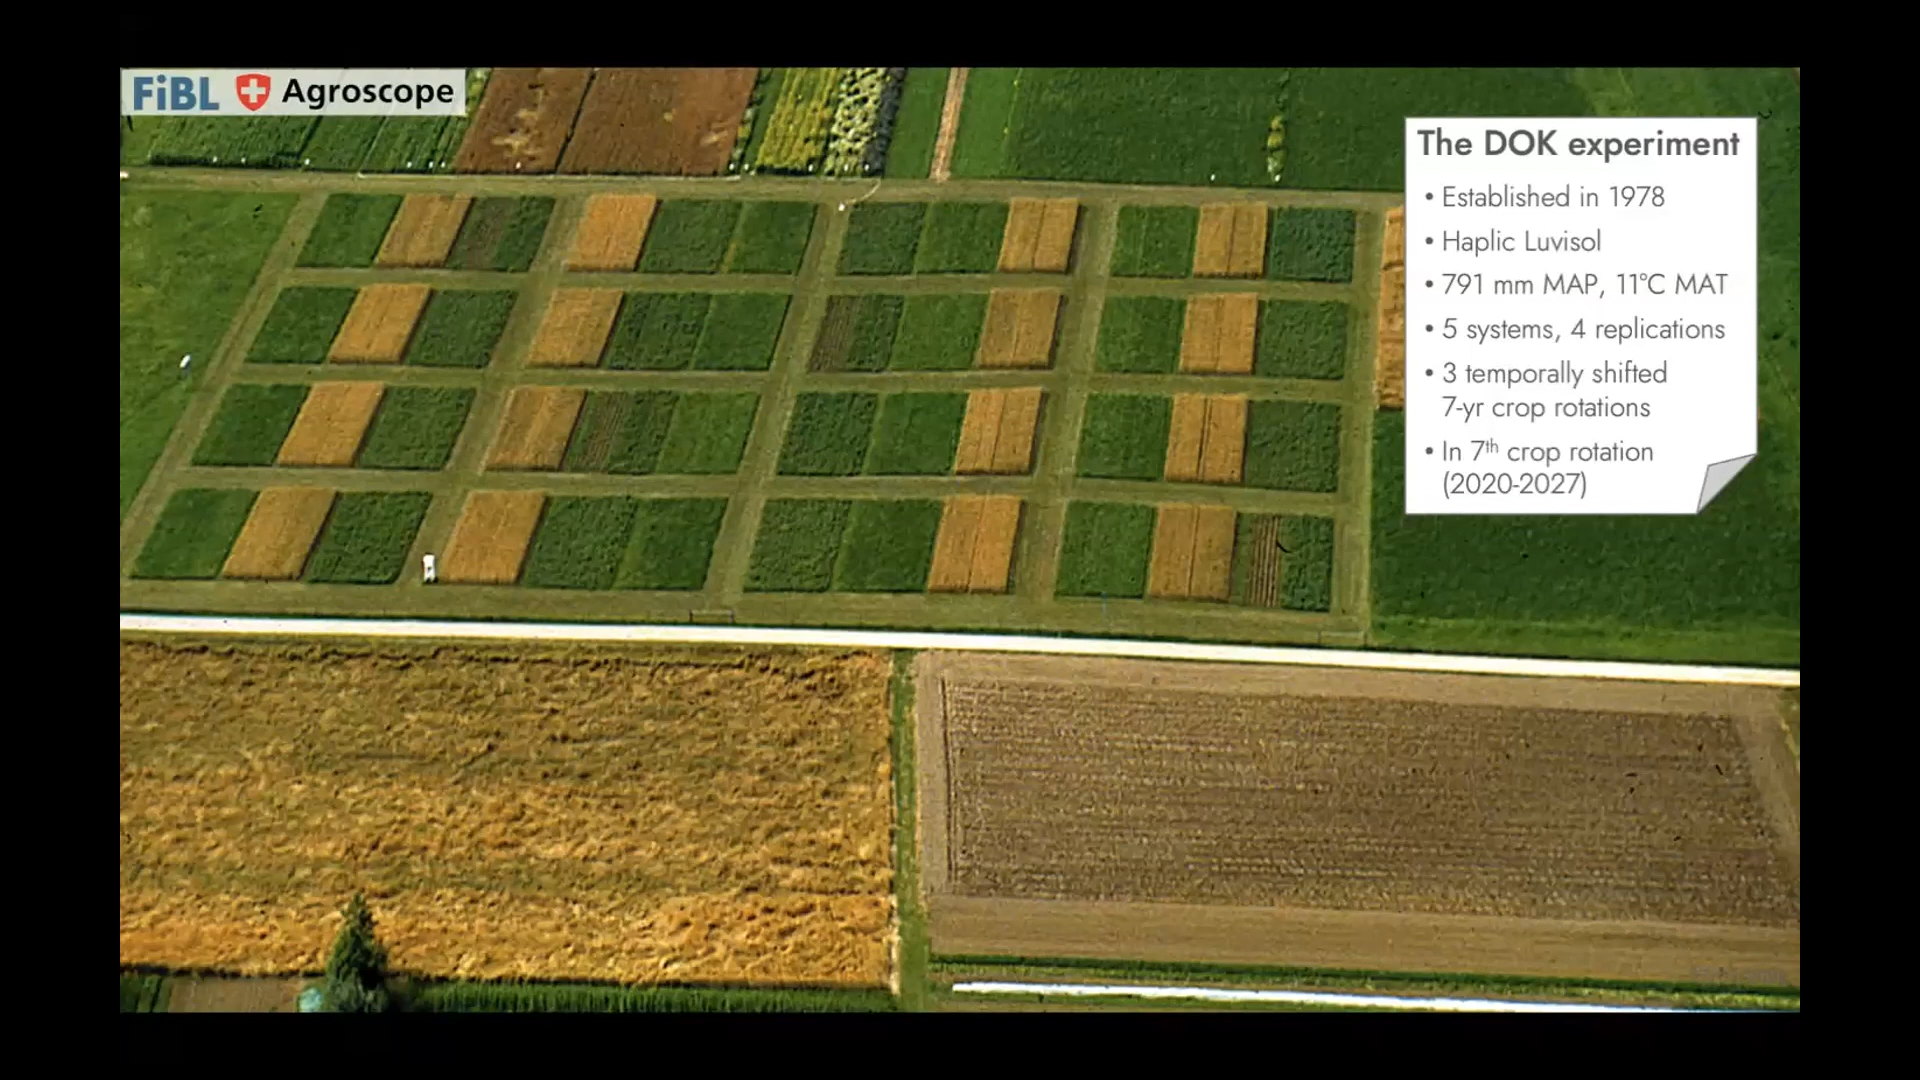 FiBL Agroscope
The DOK experiment
• Established in 1978
• Haplic Luvisol
• 791 mm MAP, 11°C MAT
• 5 systems, 4 replications
• 3 temporally shifted
7-yr crop rotations
• In 7th crop rotation
(2020-2027)